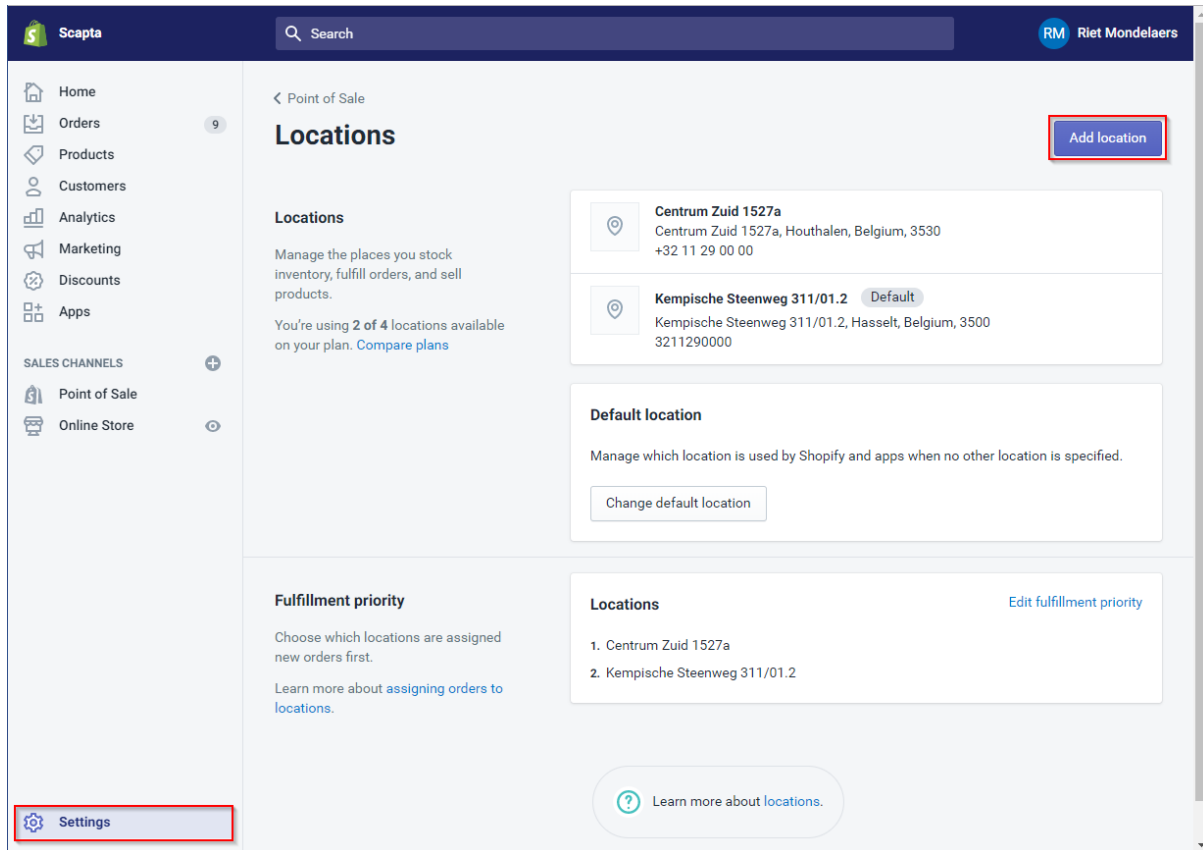 Scapta
Search
RM Riet Mondelaers
Home
Orders 9
Products
Customers
Analytics
Marketing
Discounts
Apps
SALES CHANNELS
Point of Sale
Online Store
Settings
Point of Sale
Locations
Add location
Locations
Manage the places you stock
inventory, fulfill orders, and sell
products.
You're using 2 of 4 locations available
on your plan. Compare plans
Centrum Zuid 1527a
Centrum Zuid 1527a, Houthalen, Belgium, 3530
+32 11 29 00 00
Kempische Steenweg 311/01.2 Default
Kempische Steenweg 311/01.2, Hasselt, Belgium, 3500
3211290000
Default location
Manage which location is used by Shopify and apps when no other location is specified.
Change default location
Fulfillment priority
Choose which locations are assigned
new orders first.
Learn more about assigning orders to
locations.
Locations
Edit fulfillment priority
1. Centrum Zuid 1527a
2. Kempische Steenweg 311/01.2
Learn more about locations.